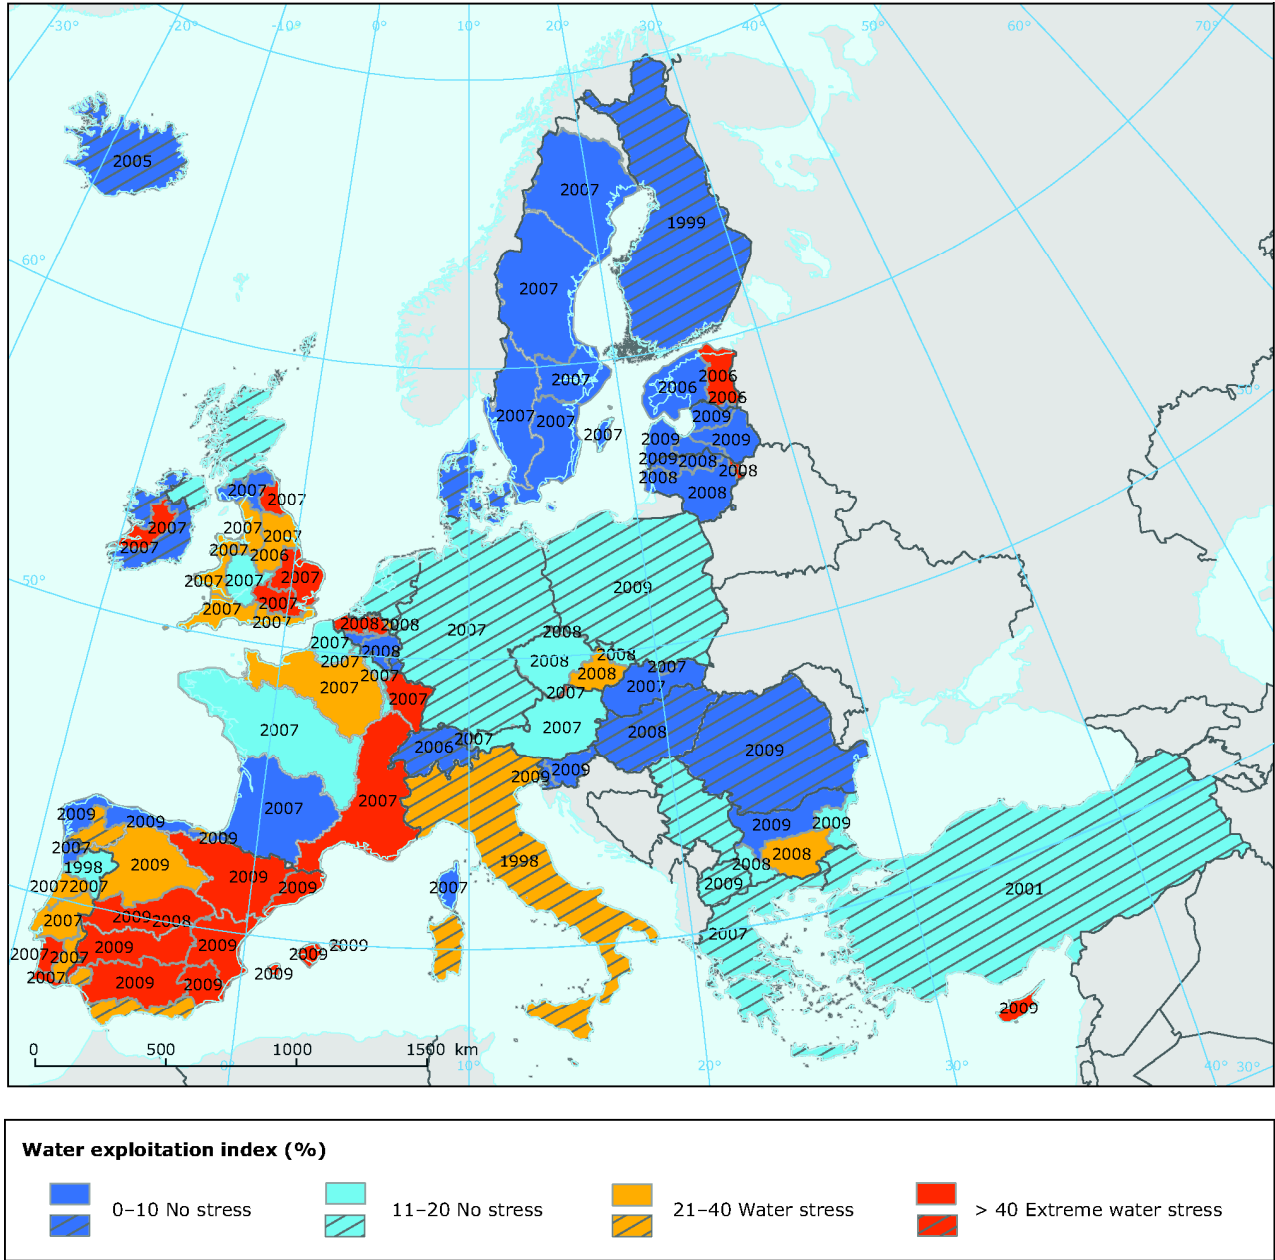 -30° -20° -10° 0° 10° 20° 30° 40° 50° 60° 70°
2005
2007
1999
60°
2007
50°
2006
2007 2006
2006
2007 2007 2009
2007 2009 2009
2009 2008
2008 2008
2008
2007 2007
2007 2007 2007
2007 2007 2006
2007 2007 2007
2007 2007
2007
50°
2009
2008 2008 2007 2008
2007 2008 2008
2007 2008 2007
2007 2007 2008 2007
2007 2007
2007 2007 2008
2006 2007 2009
2009 2009
2007
2009 2009 2007
2009 2009 2009
2007 2008
1998 2009 2009 1998 2008
2007 2007 2009 2007 2009 2001
2007 2009 2008 2007
2007 2007 2009 2009 2009 2009
2007 2009 2009 2009
2009
0 500 1000 1500 km
0° 10° 20° 30° 40° 30°
Water exploitation index (%)
0–10 No stress
11–20 No stress
21–40 Water stress
> 40 Extreme water stress